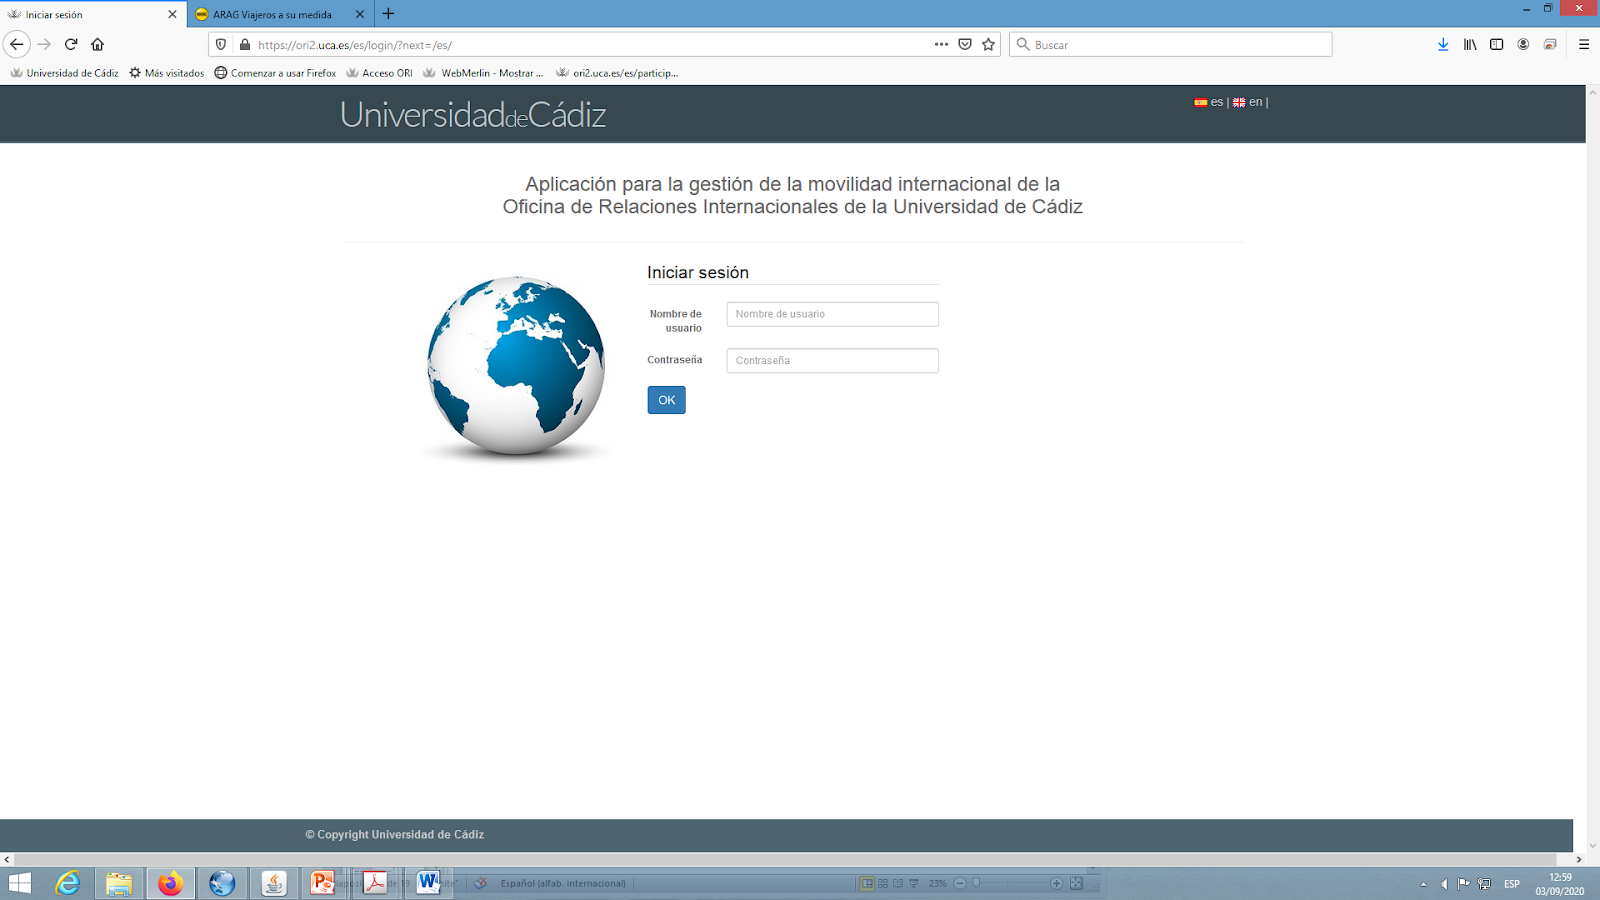 Iniciar sesión
ARAG Viajeros a su medida
https://ori2.uca.es/es/login/?next=/es/
Buscar
Universidad de Cádiz
Más visitados
Comenzar a usar Firefox
Acceso ORI
WebMerlin - Mostrar ...
ori2.uca.es/es/particip...
UniversidaddeCádiz
es | en |
Aplicación para la gestión de la movilidad internacional de la
Oficina de Relaciones Internacionales de la Universidad de Cádiz
Iniciar sesión
Nombre de
usuario
Nombre de usuario
Contraseña
Contraseña
OK
© Copyright Universidad de Cádiz
de 19
Español (alfab. internacional)
23%
ESP
12:59
03/09/2020